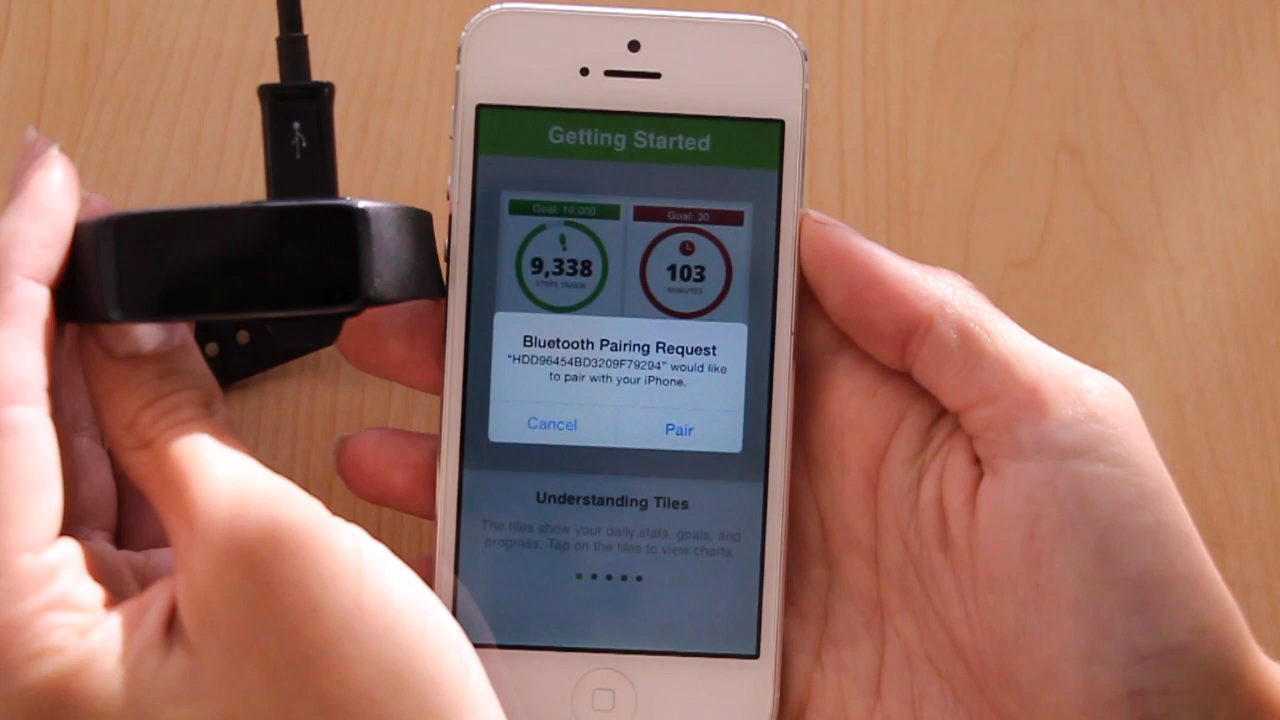 Getting Started
Goal: 10,000
Goal: 30
9,338
STEPS TAKEN
103
MINUTES
Bluetooth Pairing Request
"HDD96454BD3209F79294" would like
to pair with your iPhone.
Cancel
Pair
Understanding Tiles
The tiles show your daily stats, goals, and
progress. Tap on the tiles to view charts.